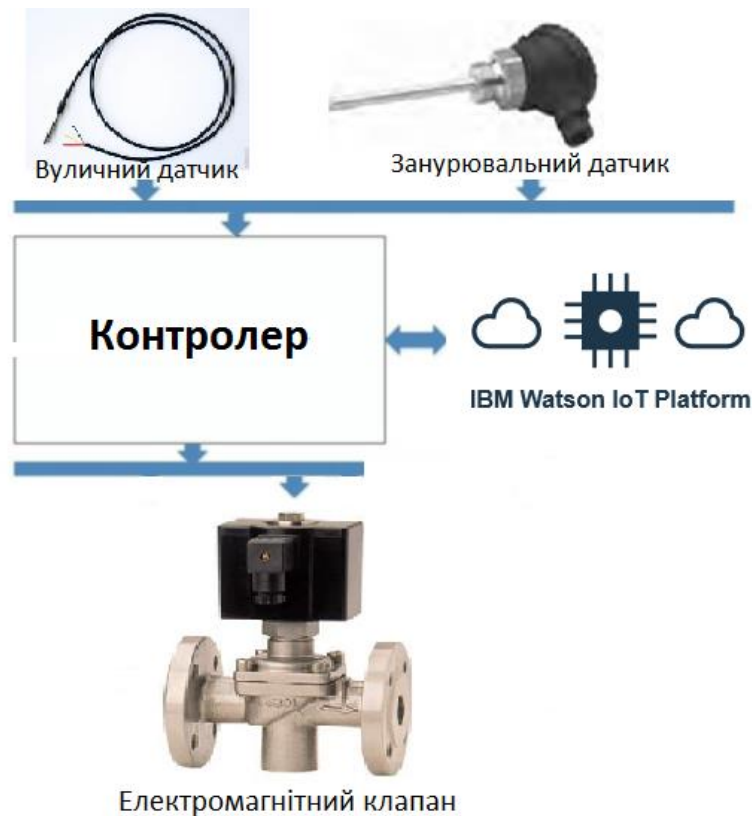 Вуличний датчик
Занурювальний датчик
Контролер
IBM Watson IoT Platform
Електромагнітний клапан